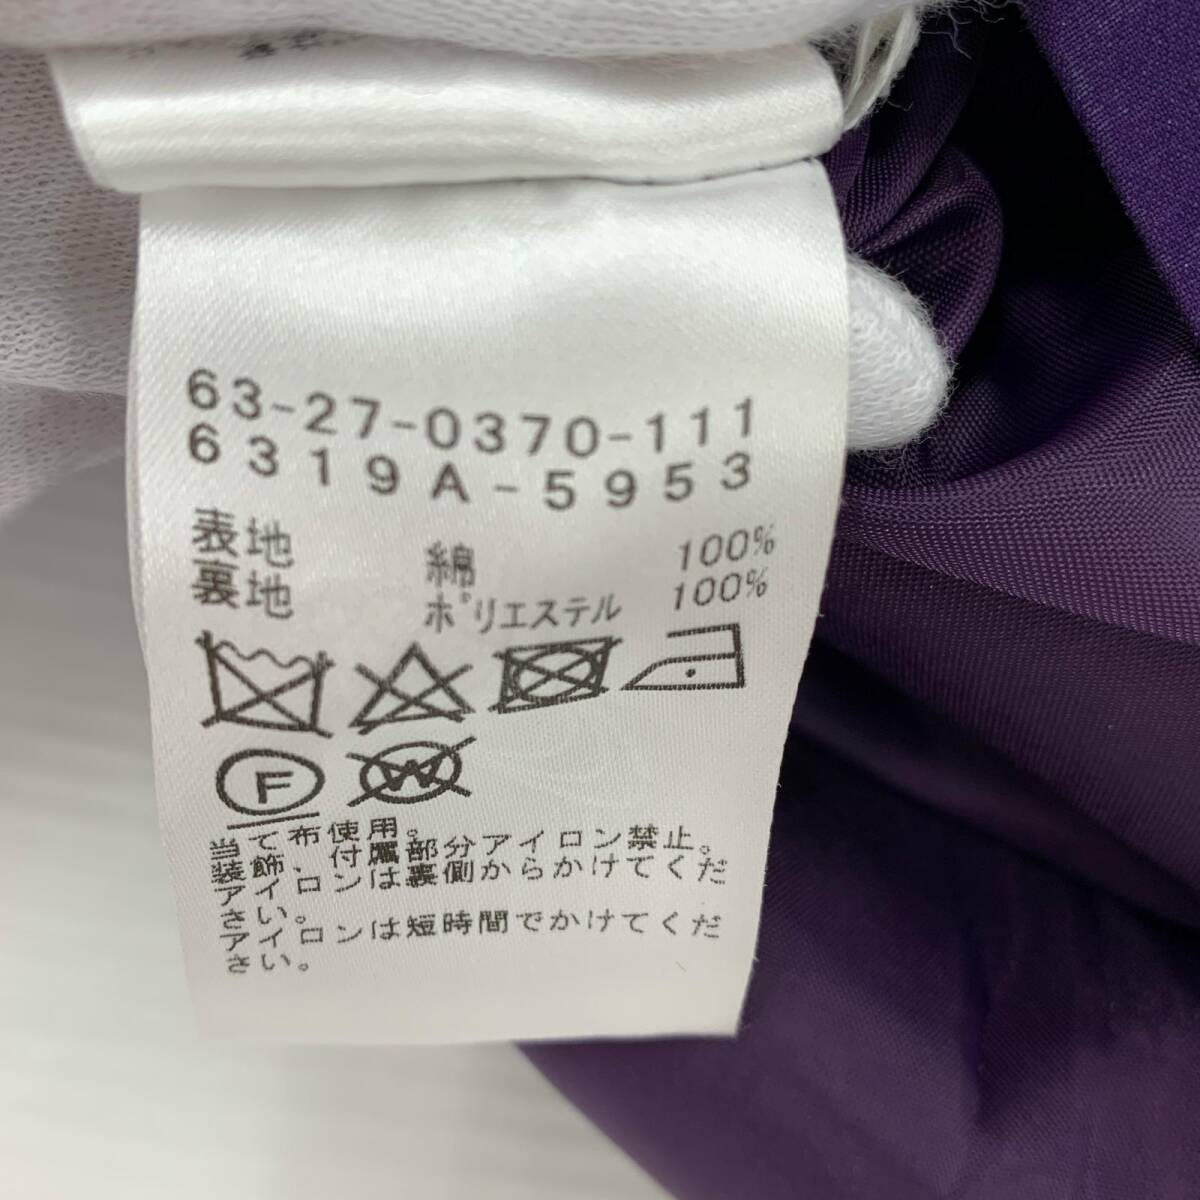 63-27-0370-111
6319A-5953
表地 綿 100%
裏地 ポリエステル 100%
F W
当て布使用。
装飾、付属部分アイロン禁止。
アイロンは裏側からかけてくだ
さい。
アイロンは短時間でかけてくだ
さい。